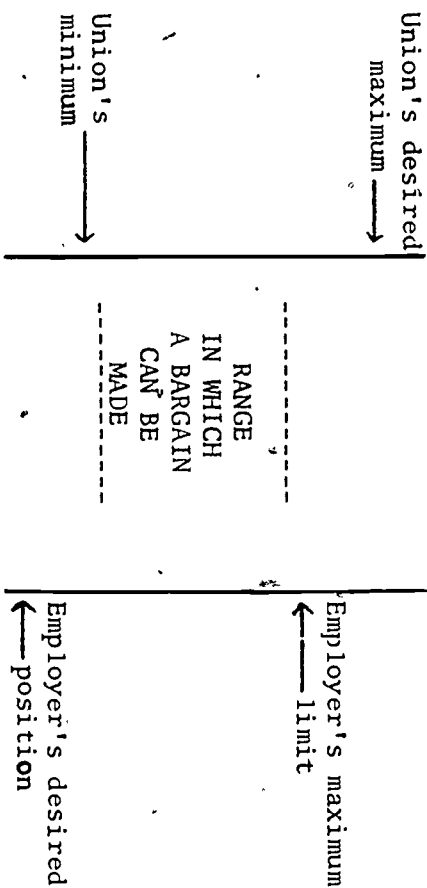 Union's desired
maximum
Union's
minimum
RANGE
IN WHICH
A BARGAIN
CAN BE
MADE
Employer's maximum
limit
Employer's desired
position